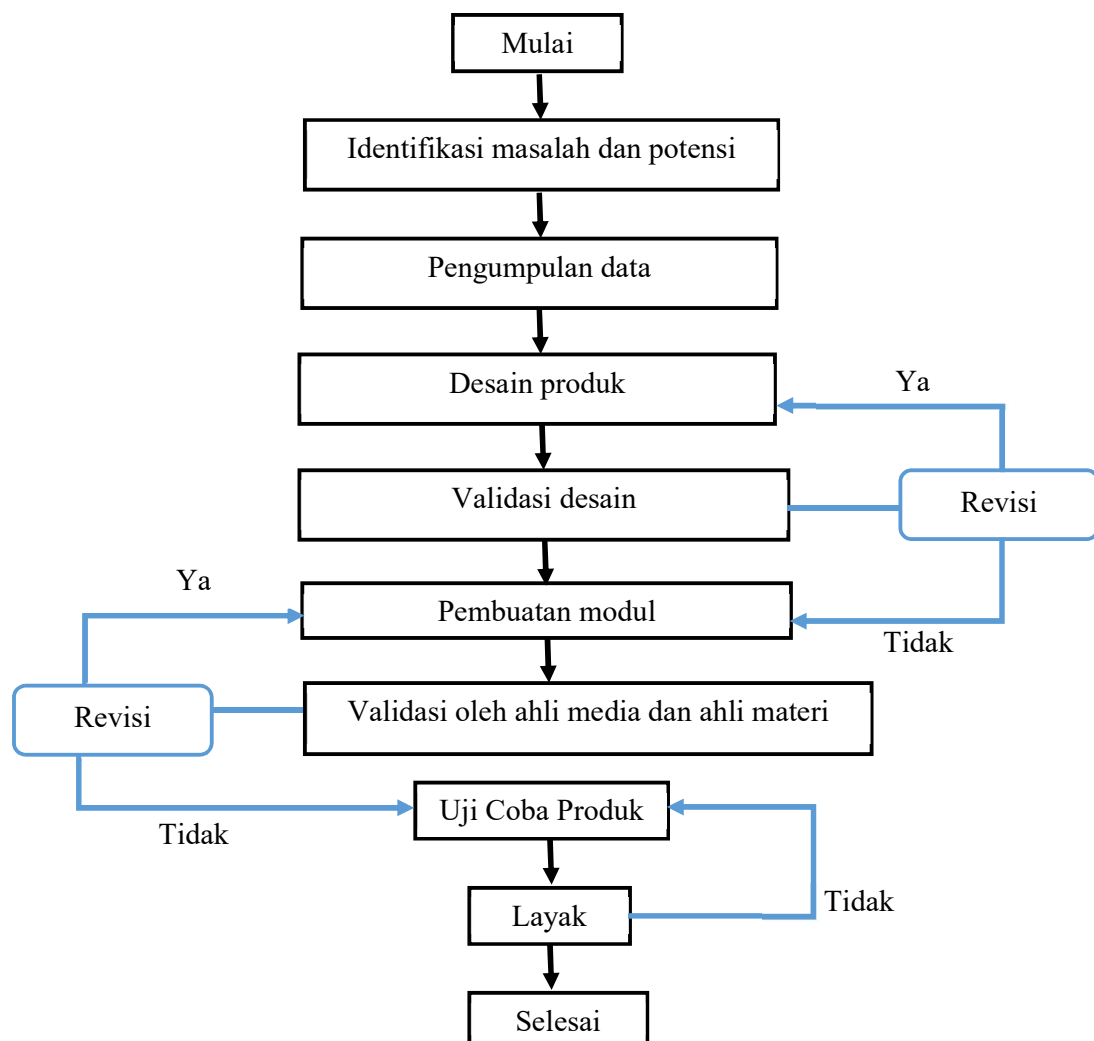 Mulai
Identifikasi masalah dan potensi
Pengumpulan data
Desain produk
Ya
Validasi desain
Revisi
Ya
Pembuatan modul
Tidak
Revisi
Validasi oleh ahli media dan ahli materi
Uji Coba Produk
Tidak
Layak
Tidak
Selesai